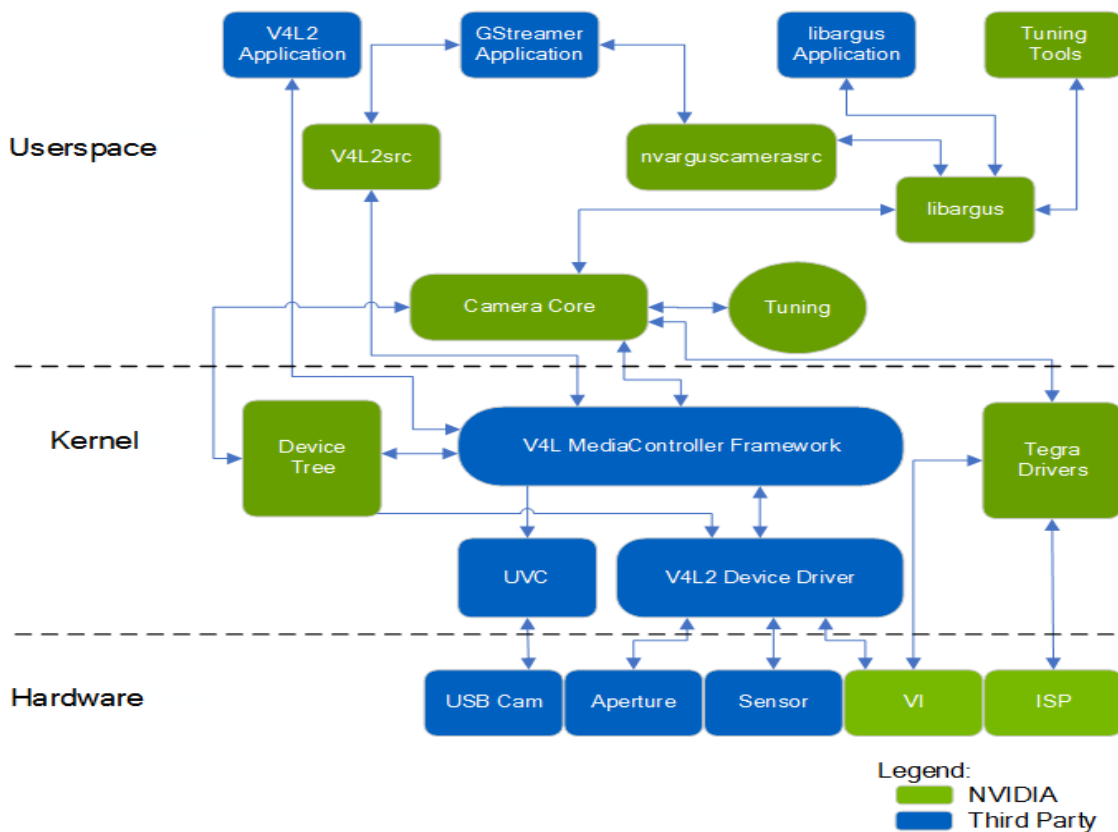 V4L2
Application
GStreamer
Application
libargus
Application
Tuning
Tools
Userspace
V4L2src
nvarguscamerasrc
libargus
Camera Core
Tuning
Kernel
Device
Tree
V4L MediaController Framework
Tegra
Drivers
UVC
V4L2 Device Driver
Hardware
USB Cam
Aperture
Sensor
VI
ISP
Legend:
NVIDIA
Third Party